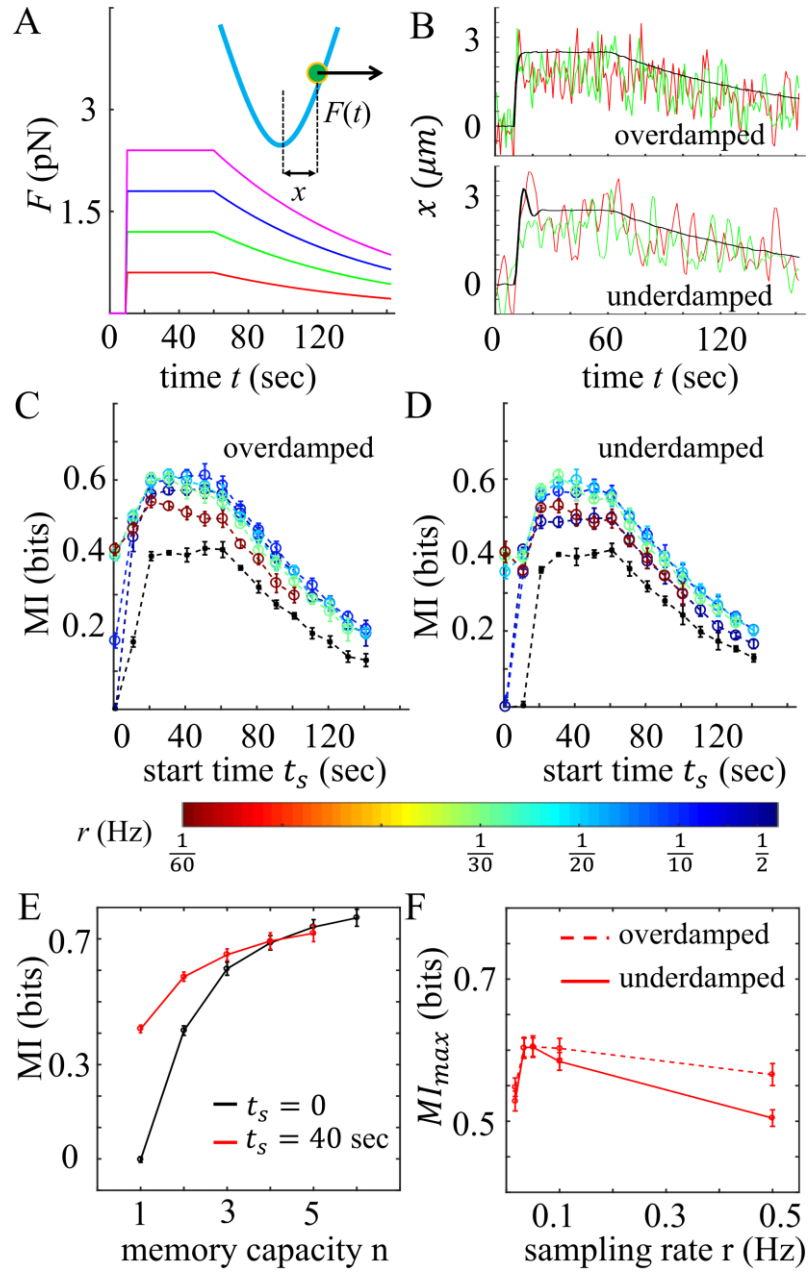 A
F (pN)
3
1.5
F(t)
x
0 40 80 120
time t (sec)
B
x (μm)
3
0
overdamped
3
0
underdamped
0 60 120
time t (sec)
C
overdamped
MI (bits)
0.6
0.4
0.2
0 40 80 120
start time t_s (sec)
D
underdamped
MI (bits)
0.6
0.4
0.2
0 40 80 120
start time t_s (sec)
r (Hz)
1/60 1/30 1/20 1/10 1/2
E
MI (bits)
0.7
0.3
0
t_s = 0
t_s = 40 sec
1 3 5
memory capacity n
F
MI_max (bits)
0.7
0.5
overdamped
underdamped
0.1 0.3 0.5
sampling rate r (Hz)